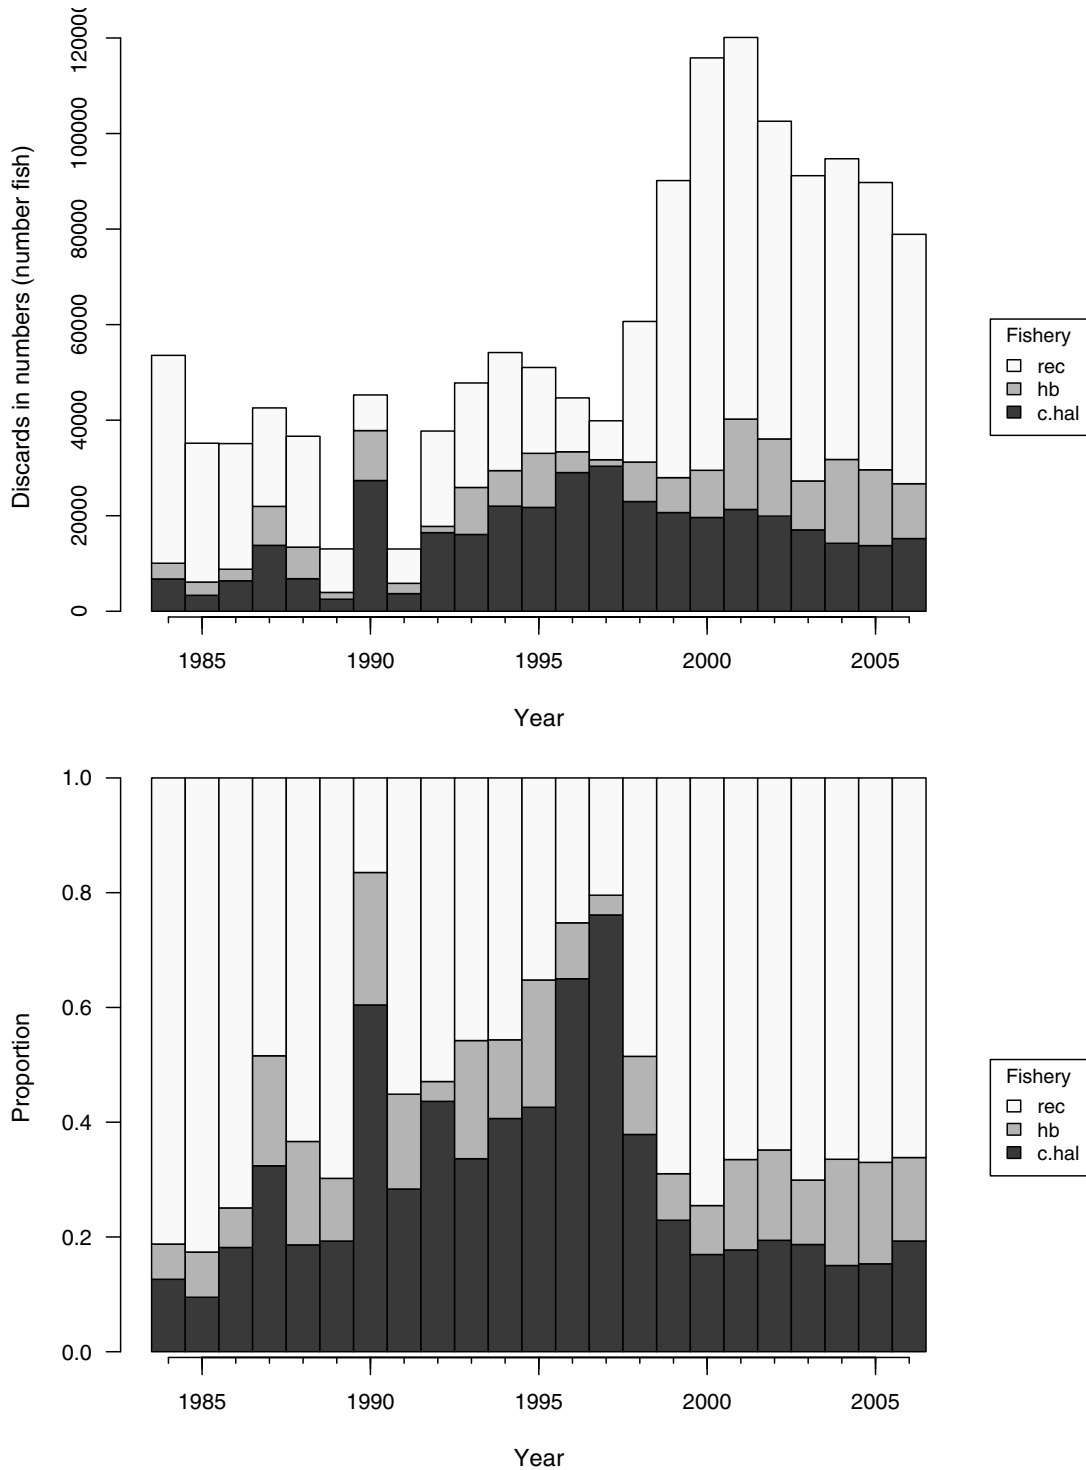 Discards in numbers (number fish)
0
20000
40000
60000
80000
100000
120000
1985
1990
1995
2000
2005
Year
Fishery
rec
hb
c.hal
Proportion
0.0
0.2
0.4
0.6
0.8
1.0
1985
1990
1995
2000
2005
Year
Fishery
rec
hb
c.hal